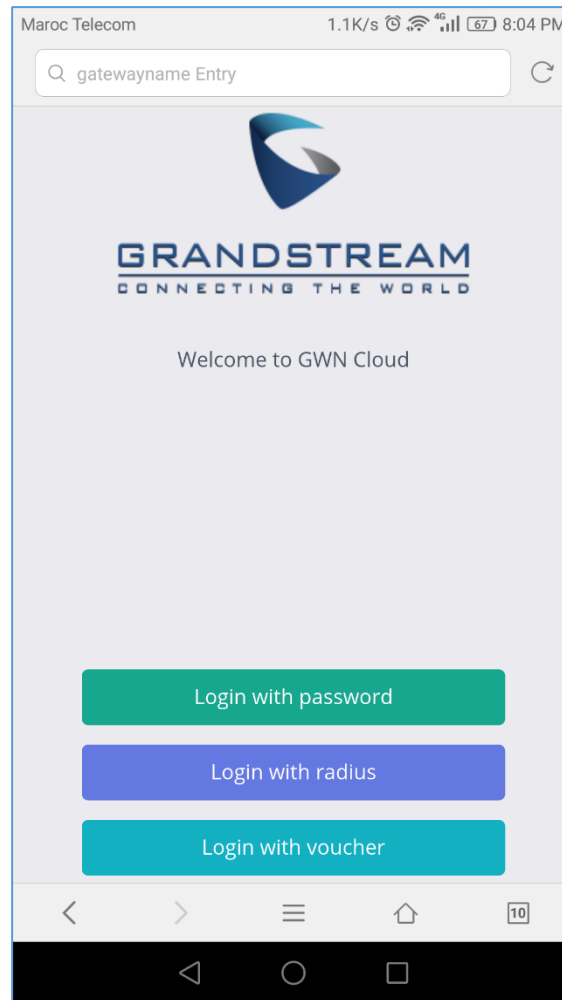 Maroc Telecom 1.1K/s 4G 67 8:04 PM
gatewayname Entry
GRANDSTREAM
CONNECTING THE WORLD
Welcome to GWN Cloud
Login with password
Login with radius
Login with voucher
10